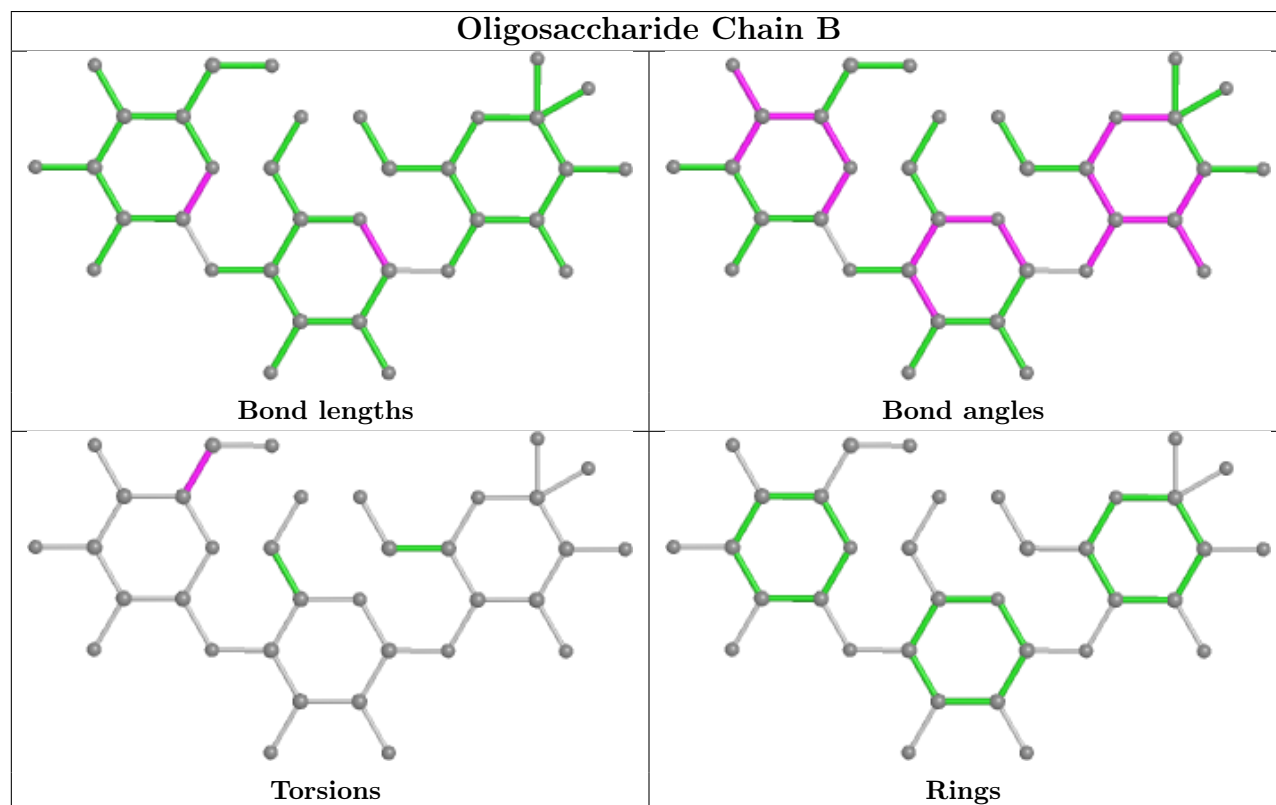 Oligosaccharide Chain B
Bond lengths
Bond angles
Torsions
Rings